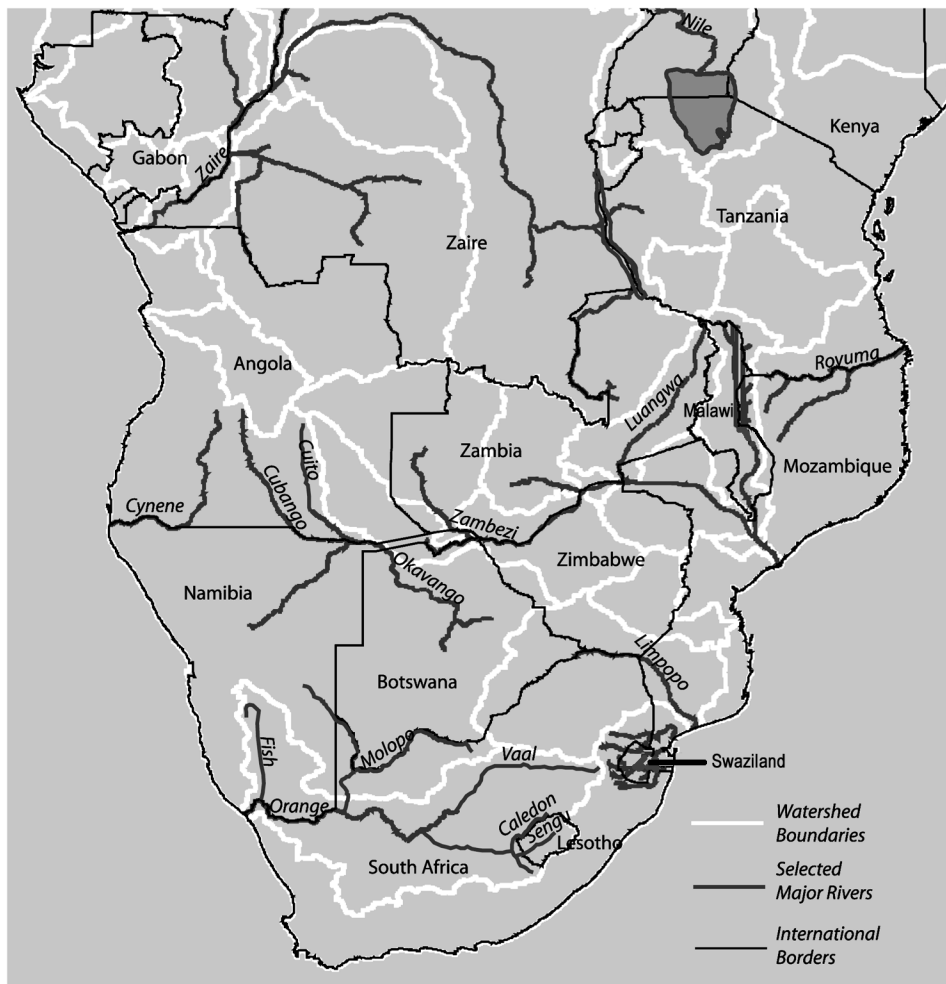 Nile
Kenya
Gabon
Zaire
Tanzania
Zaire
Angola
Rovuma
Luangwa
Malawi
Zambia
Mozambique
Cuito
Cubango
Cynene
Zambezi
Zimbabwe
Okavango
Namibia
Limpopo
Botswana
Fish
Molopo
Vaal
Swaziland
Orange
Caledon
Sengu
Lesotho
South Africa
Watershed
Boundaries
Selected
Major Rivers
International
Borders